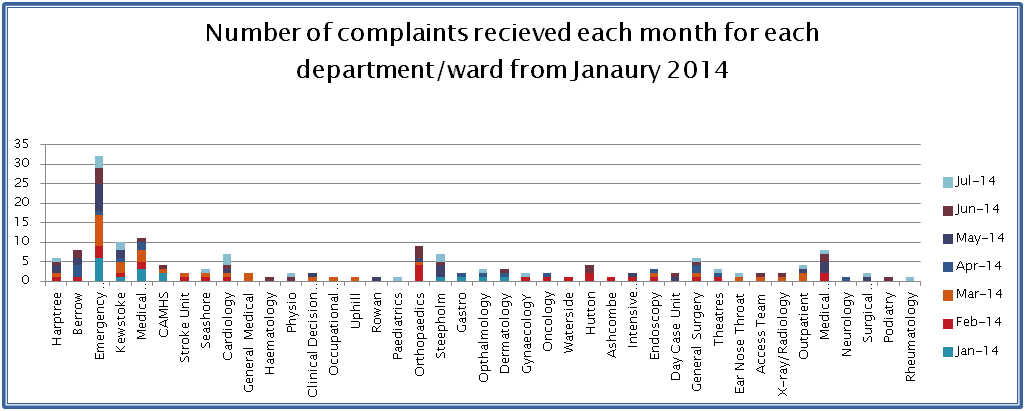 Number of complaints recieved each month for each
department/ward from Janaury 2014
35
30
25
20
15
10
5
0
Harptree
Berrow
Emergency ..
Kewstoke
Medical ..
CAMHS
Stroke Unit
Seashore
Cardiology
General Medical
Haematology
Physio
Clinical Decision ..
Occupational ..
Uphill
Rowan
Paediatrics
Orthopaedics
Steepholm
Gastro
Opthalmology
Dermatology
GynaecologY
Oncology
Waterside
Hutton
Ashcombe
Intensive ..
Endoscopy
Day Case Unit
General Surgery
Theatres
Ear Nose Throat
Access Team
X-ray/Radiology
Outpatient
Medical ..
Neurology
Surgical ..
Podiatry
Rheumatology
Jul-14
Jun-14
May-14
Apr-14
Mar-14
Feb-14
Jan-14